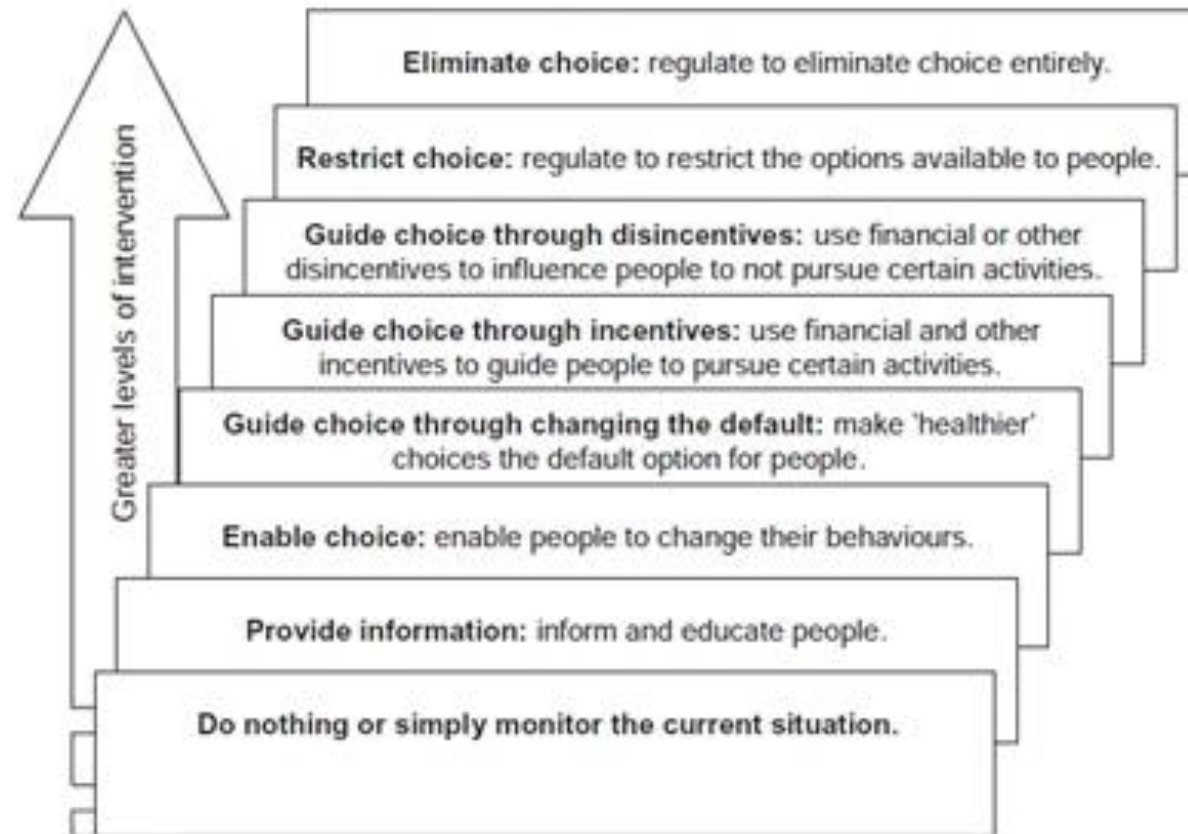 Greater levels of intervention
Eliminate choice: regulate to eliminate choice entirely.
Restrict choice: regulate to restrict the options available to people.
Guide choice through disincentives: use financial or other
disincentives to influence people to not pursue certain activities.
Guide choice through incentives: use financial and other
incentives to guide people to pursue certain activities.
Guide choice through changing the default: make 'healthier'
choices the default option for people.
Enable choice: enable people to change their behaviours.
Provide information: inform and educate people.
Do nothing or simply monitor the current situation.